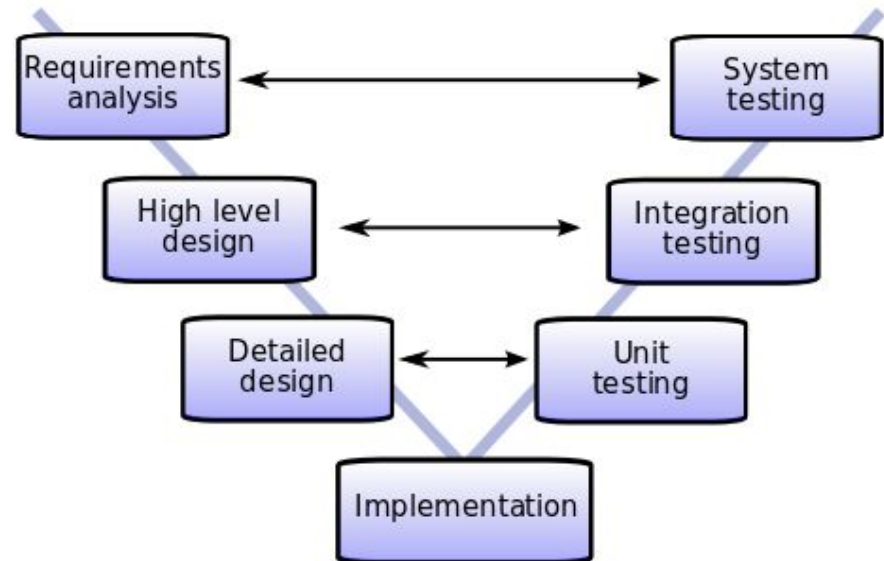 Requirements
analysis
System
testing
High level
design
Integration
testing
Detailed
design
Unit
testing
Implementation